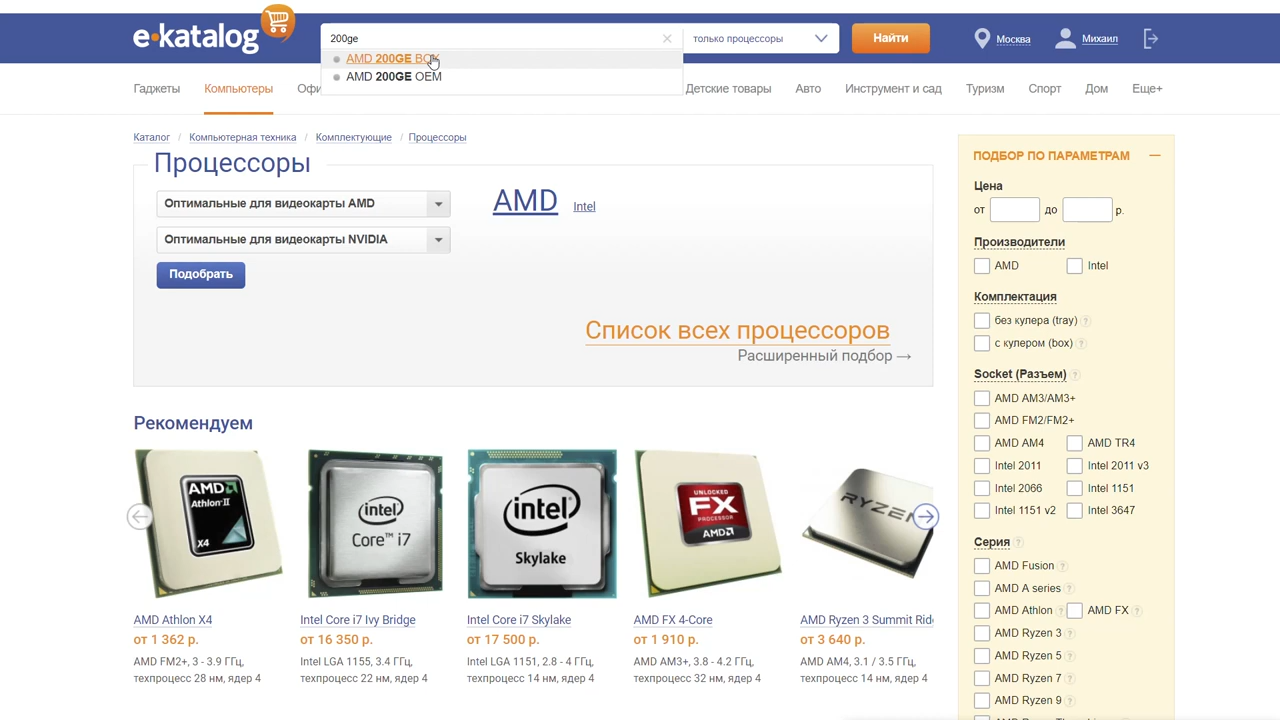 e·katalog
200ge
только процессоры
Найти
Москва
Михаил
AMD 200GE BOX
AMD 200GE OEM
Гаджеты
Компьютеры
Детские товары
Авто
Инструмент и сад
Туризм
Спорт
Дом
Еще+
Каталог / Компьютерная техника / Комплектующие / Процессоры
Процессоры
Оптимальные для видеокарты AMD
Оптимальные для видеокарты NVIDIA
Подобрать
AMD Intel
Список всех процессоров
Расширенный подбор →
Рекомендуем
AMD
Athlon II
X4
intel
Core™ i7
intel
Skylake
UNLOCKED
FX
PROCESSOR
AMD
AMD Athlon X4
от 1 362 р.
AMD FM2+, 3 - 3.9 ГГц,
техпроцесс 28 нм, ядер 4
Intel Core i7 Ivy Bridge
от 16 350 р.
Intel LGA 1155, 3.4 ГГц,
техпроцесс 22 нм, ядер 4
Intel Core i7 Skylake
от 17 500 р.
Intel LGA 1151, 2.8 - 4 ГГц,
техпроцесс 14 нм, ядер 4
AMD FX 4-Core
от 1 910 р.
AMD AM3+, 3.8 - 4.2 ГГц,
техпроцесс 32 нм, ядер 4
AMD Ryzen 3 Summit
от 3 640 р.
AMD AM4, 3.1 / 3.5 ГГц,
техпроцесс 14 нм, ядер 4
ПОДБОР ПО ПАРАМЕТРАМ —
Цена
от до р.
Производители
AMD Intel
Комплектация
без кулера (tray) ?
с кулером (box) ?
Socket (Разъем) ?
AMD AM3/AM3+
AMD FM2/FM2+
AMD AM4 AMD TR4
Intel 2011 Intel 2011 v3
Intel 2066 Intel 1151
Intel 1151 v2 Intel 3647
Серия ?
AMD Fusion ?
AMD A series ?
AMD Athlon ? AMD FX ?
AMD Ryzen 3 ?
AMD Ryzen 5 ?
AMD Ryzen 7 ?
AMD Ryzen 9 ?